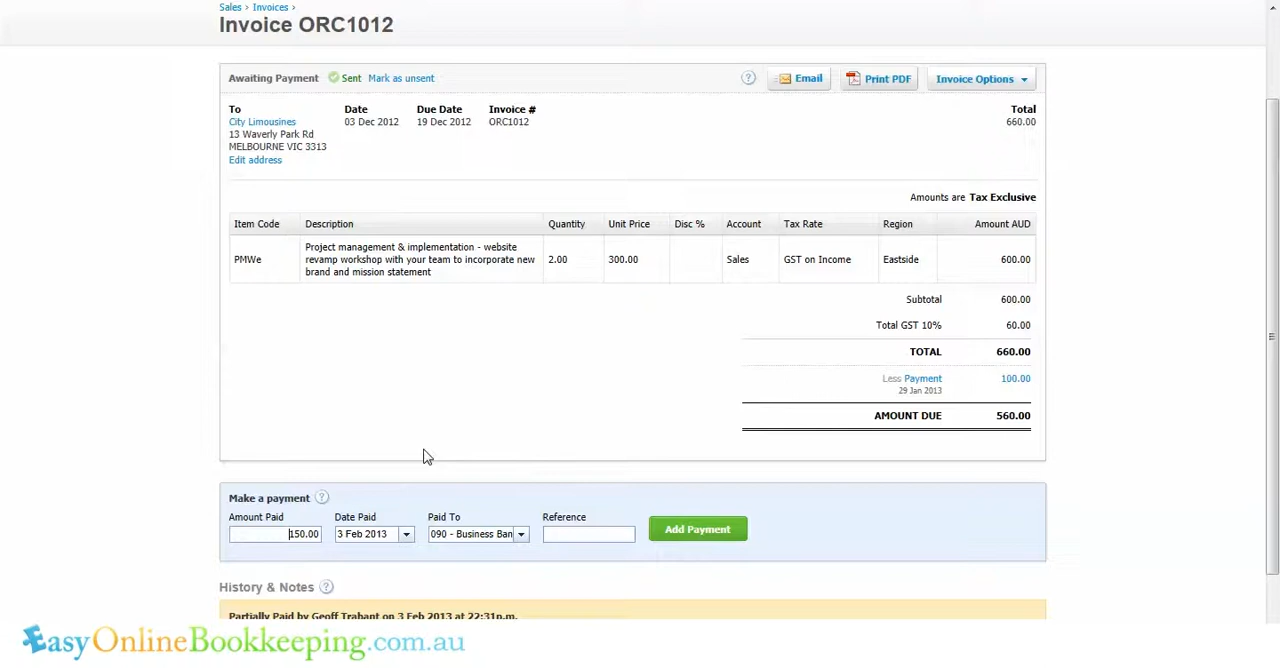 Sales › Invoices ›
Invoice ORC1012
Awaiting Payment Sent Mark as unsent ? Email Print PDF Invoice Options
To Date Due Date Invoice # Total
City Limousines 03 Dec 2012 19 Dec 2012 ORC1012 660.00
13 Waverly Park Rd
MELBOURNE VIC 3313
Edit address
Amounts are Tax Exclusive
Item Code Description Quantity Unit Price Disc % Account Tax Rate Region Amount AUD
Project management & implementation - website
PMWe revamp workshop with your team to incorporate new 2.00 300.00 Sales GST on Income Eastside 600.00
brand and mission statement
Subtotal 600.00
Total GST 10% 60.00
TOTAL 660.00
Less Payment 100.00
29 Jan 2013
AMOUNT DUE 560.00
Make a payment ?
Amount Paid Date Paid Paid To Reference
150.00 3 Feb 2013 090 - Business Ban Add Payment
History & Notes ?
Partially Paid by Geoff Trabant on 3 Feb 2013 at 22:31p.m.
EasyOnlineBookkeeping.com.au